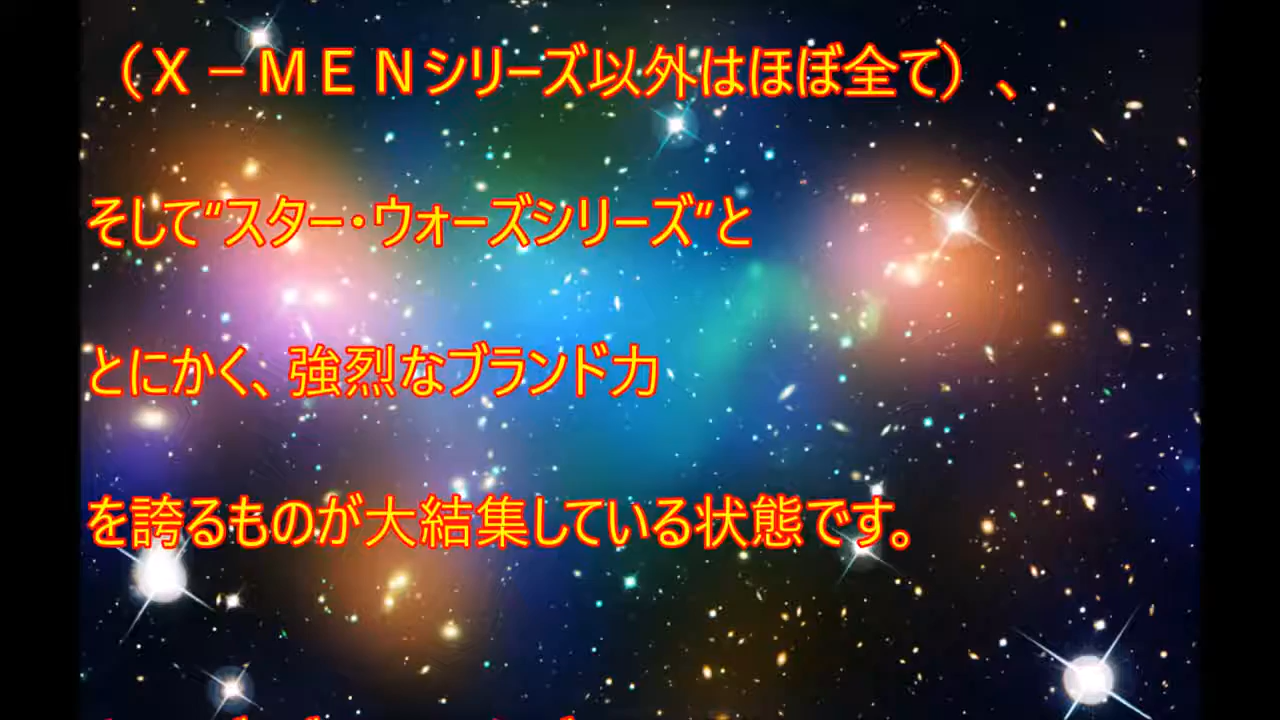 （Ｘ－ＭＥＮシリーズ以外はほぼ全て）、
そして“スター・ウォーズシリーズ”と
とにかく、強烈なブランド力
を誇るものが大結集している状態です。